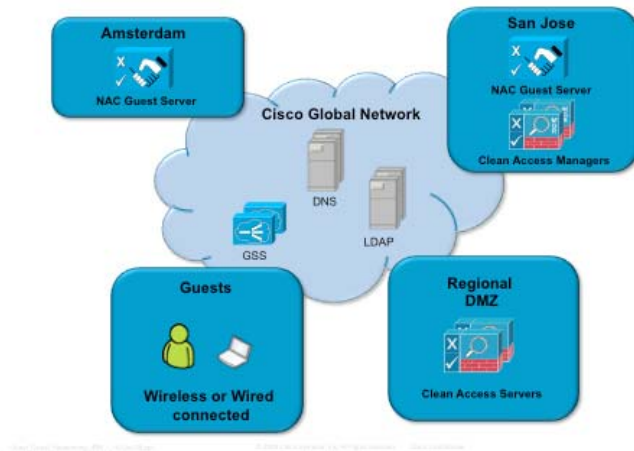 Amsterdam
NAC Guest Server
San Jose
NAC Guest Server
Clean Access Managers
Cisco Global Network
DNS
LDAP
GSS
Guests
Wireless or Wired
connected
Regional
DMZ
Clean Access Servers